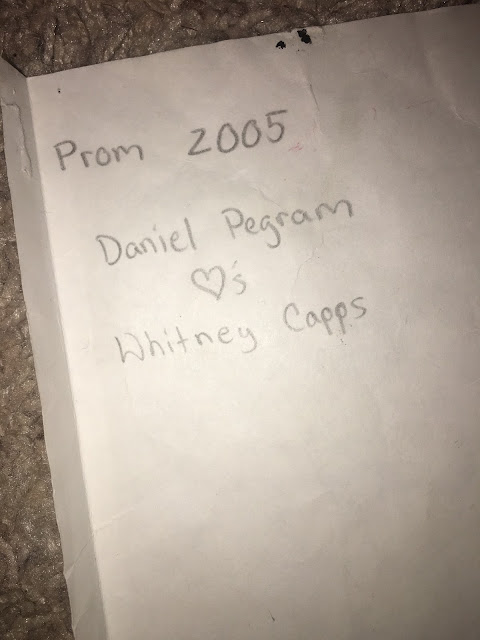 Prom 2005
Daniel Pegram
♡'s
Whitney Capps